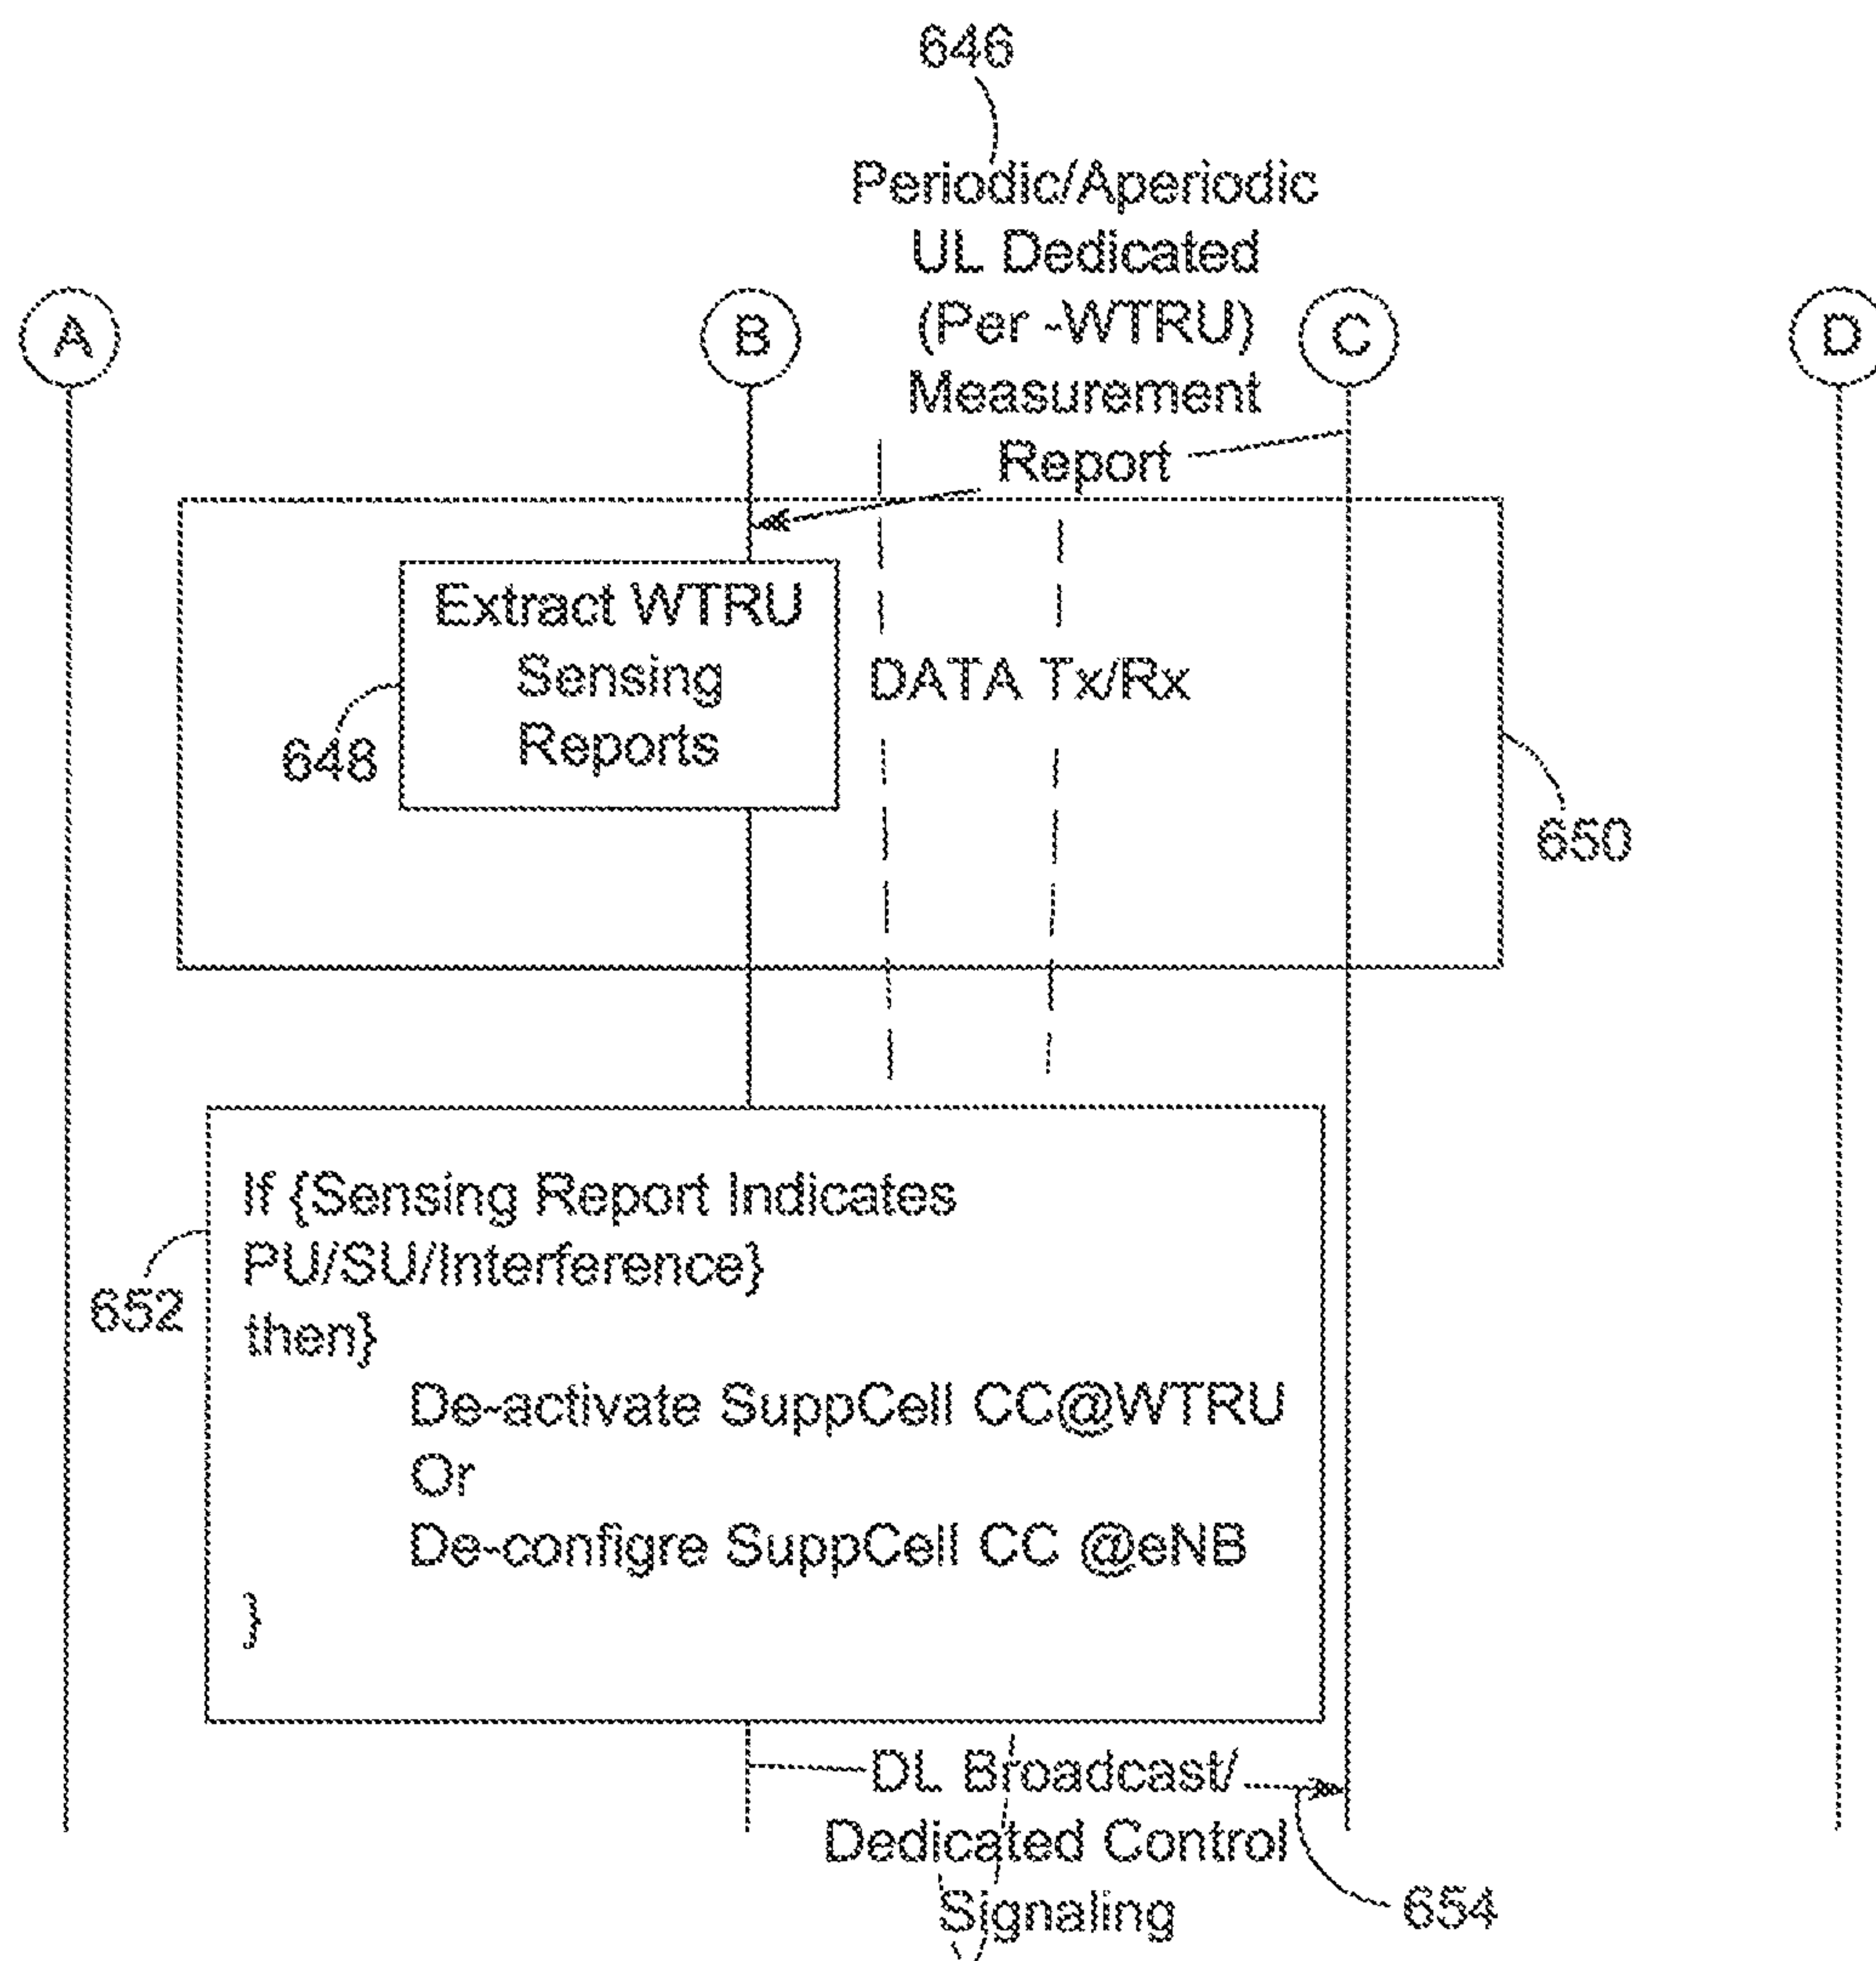 646
Periodic/Aperiodic
UL Dedicated
(Per -WTRU)
Measurement
Report
A
B
C
D
Extract WTRU
Sensing
Reports
648
DATA Tx/Rx
650
If {Sensing Report Indicates
PU/SU/Interference}
then}
De-activate SuppCell CC@WTRU
Or
De-configre SuppCell CC @eNB
}
652
DL Broadcast/
Dedicated Control
Signaling
654